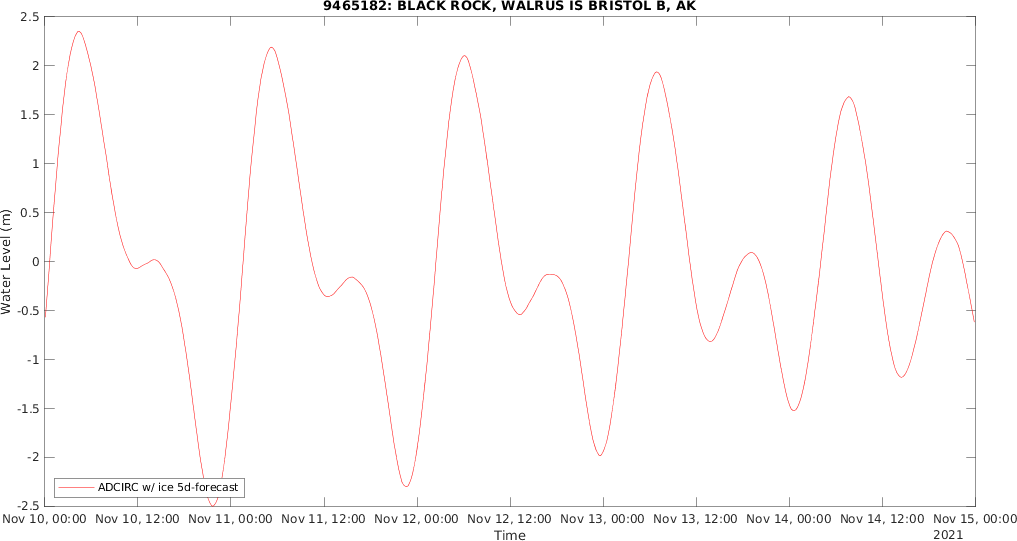 9465182: BLACK ROCK, WALRUS IS BRISTOL B, AK
2.5
2
1.5
1
0.5
0
-0.5
-1
-1.5
-2
-2.5
Water Level (m)
ADCIRC w/ ice 5d-forecast
Nov 10, 00:00 Nov 10, 12:00 Nov 11, 00:00 Nov 11, 12:00 Nov 12, 00:00 Nov 12, 12:00 Nov 13, 00:00 Nov 13, 12:00 Nov 14, 00:00 Nov 14, 12:00 Nov 15, 00:00
Time
2021